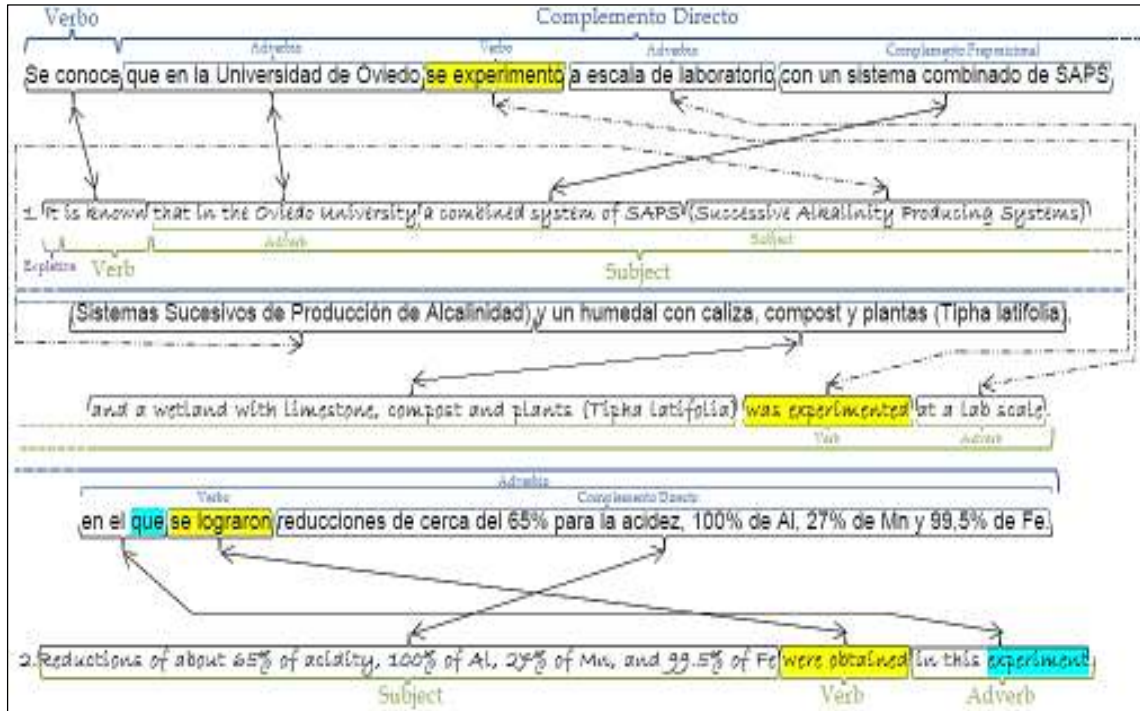 Verbo Complemento Directo
Adverbio Verbo Adverbio Complemento Preposicional
Se conoce que en la Universidad de Oviedo se experimentó a escala de laboratorio con un sistema combinado de SAPS
1. It is known that in the Oviedo University a combined system of SAPS (Successive Alkalinity Producing Systems)
Adverb Subject
Expletive Verb Subject
(Sistemas Sucesivos de Producción de Alcalinidad) y un humedal con caliza, compost y plantas (Tipha latifolia),
and a wetland with limestone, compost and plants (Tipha latifolia) was experimented at a lab scale.
Verb Adverb
Adverbio
Verbo Complemento Directo
en el que se lograron reducciones de cerca del 65% para la acidez, 100% de Al, 27% de Mn y 99,5% de Fe.
2. Reductions of about 65% of acidity, 100% of Al, 27% of Mn, and 99.5% of Fe were obtained in this experiment
Subject Verb Adverb